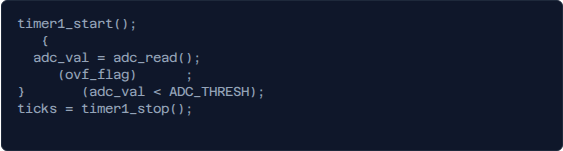 timer1_start();
{
adc_val = adc_read();
(ovf_flag) ;
} (adc_val < ADC_THRESH);
ticks = timer1_stop();